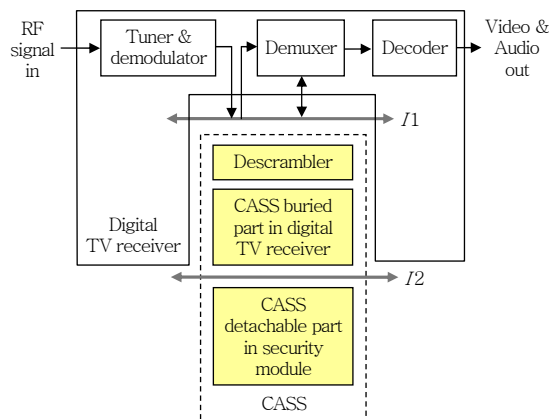 RF
signal
in
Tuner &
demodulator
Demuxer
Decoder
Video &
Audio
out
I1
Descrambler
CASS buried
part in digital
TV receiver
Digital
TV receiver
I2
CASS
detachable part
in security
module
CASS